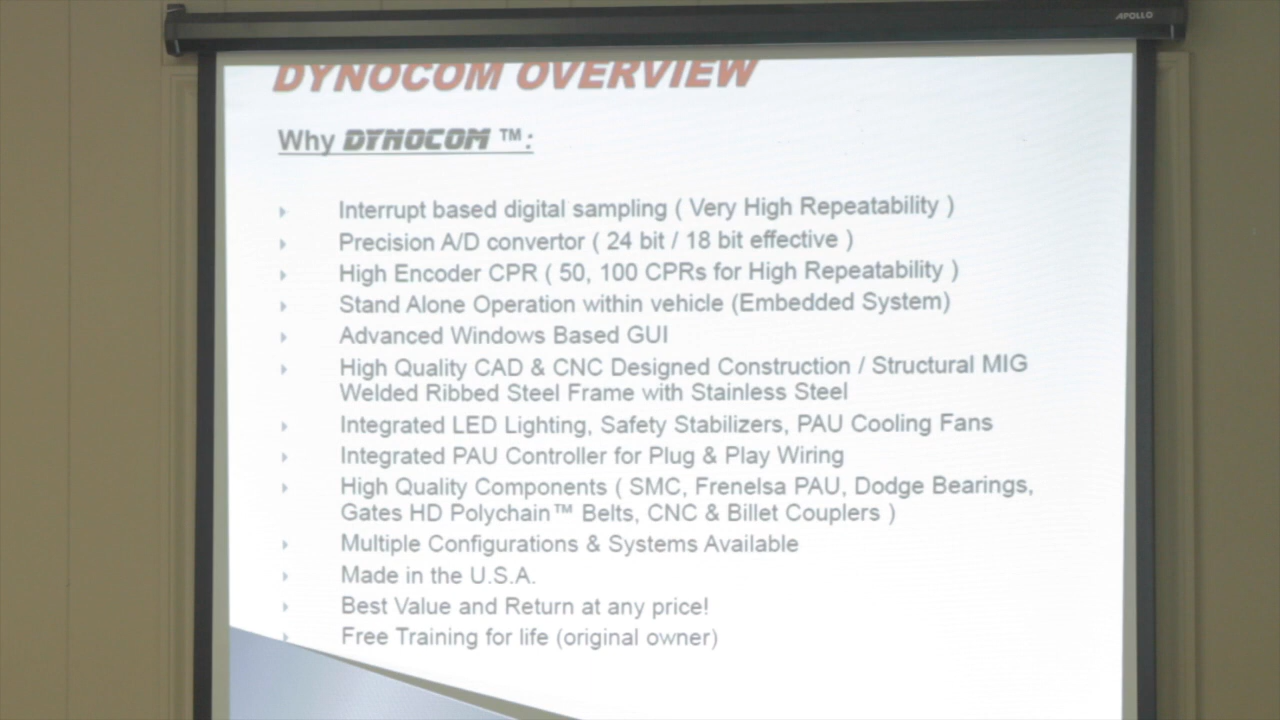 APOLLO
DYNOCOM OVERVIEW
Why DYNOCOM ™:
Interrupt based digital sampling ( Very High Repeatability )
Precision A/D convertor ( 24 bit / 18 bit effective )
High Encoder CPR ( 50, 100 CPRs for High Repeatability )
Stand Alone Operation within vehicle (Embedded System)
Advanced Windows Based GUI
High Quality CAD & CNC Designed Construction / Structural MIG
Welded Ribbed Steel Frame with Stainless Steel
Integrated LED Lighting, Safety Stabilizers, PAU Cooling Fans
Integrated PAU Controller for Plug & Play Wiring
High Quality Components ( SMC, Frenelsa PAU, Dodge Bearings,
Gates HD Polychain™ Belts, CNC & Billet Couplers )
Multiple Configurations & Systems Available
Made in the U.S.A.
Best Value and Return at any price!
Free Training for life (original owner)